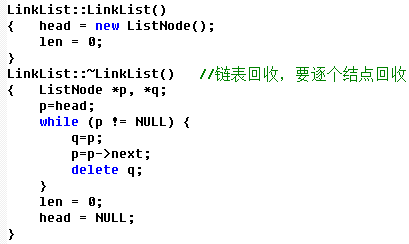 LinkList::LinkList()
{   head = new ListNode();
    len = 0;
}
LinkList::~LinkList()   //链表回收，要逐个结点回收
{   ListNode *p, *q;
    p=head;
    while (p != NULL) {
        q=p;
        p=p->next;
        delete q;
    }
    len = 0;
    head = NULL;
}